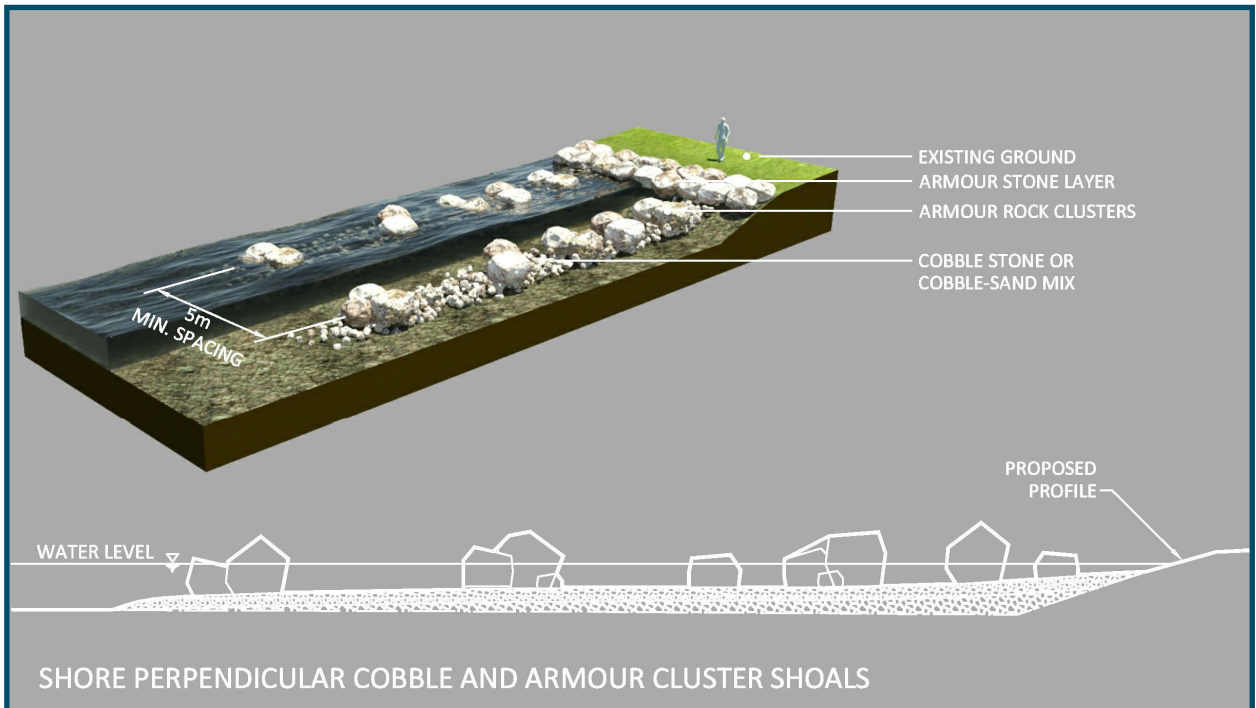 EXISTING GROUND
ARMOUR STONE LAYER
ARMOUR ROCK CLUSTERS
COBBLE STONE OR
COBBLE-SAND MIX
5m
MIN. SPACING
PROPOSED
PROFILE
WATER LEVEL
SHORE PERPENDICULAR COBBLE AND ARMOUR CLUSTER SHOALS